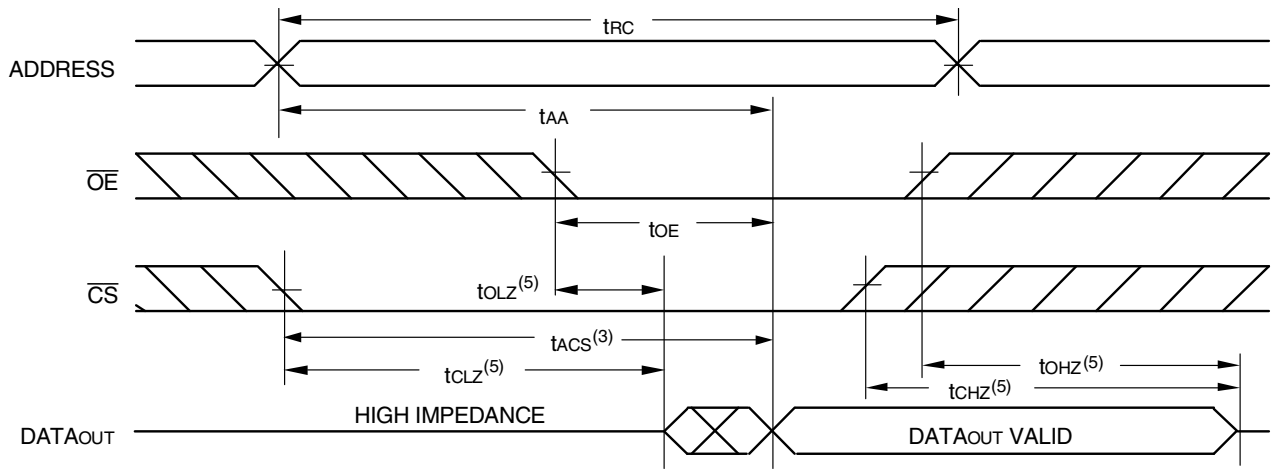 tRC
ADDRESS
tAA
OE
tOE
CS
tOLZ(5)
tACS(3)
tCLZ(5)
tOHZ(5)
tCHZ(5)
HIGH IMPEDANCE
DATAOUT
DATAOUT VALID